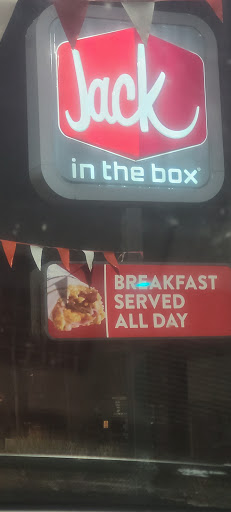 Jack
in the box®
BREAKFAST
SERVED
ALL DAY